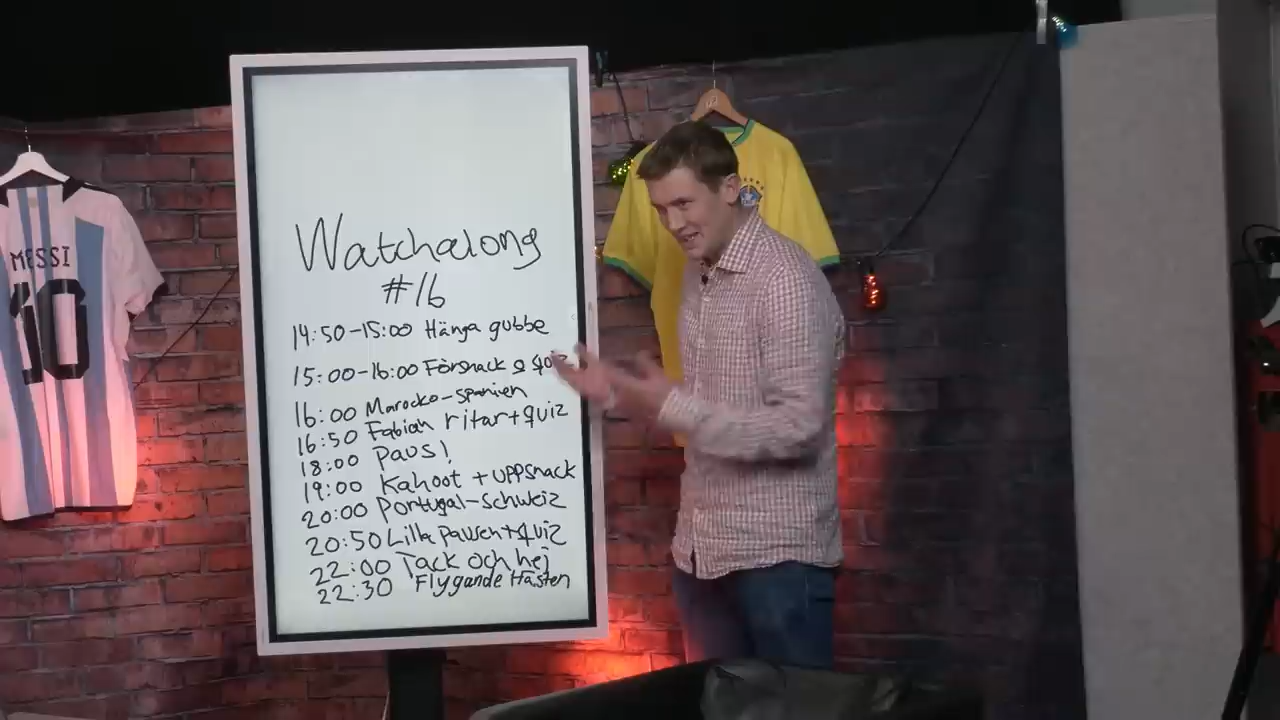 MESSI
10
Watchalong
#16
14:50-15:00 Hänga gubbe
15:00-16:00 Försnack &
16:00 Marocko-Spanien
16:50 Fabian ritar+quiz
18:00 Paus!
19:00 Kahoot +uppsnack
20:00 Portugal-Schweiz
20:50 Lilla Pausen+quiz
22:00 Tack och hej
22:30 Flygande Hästen